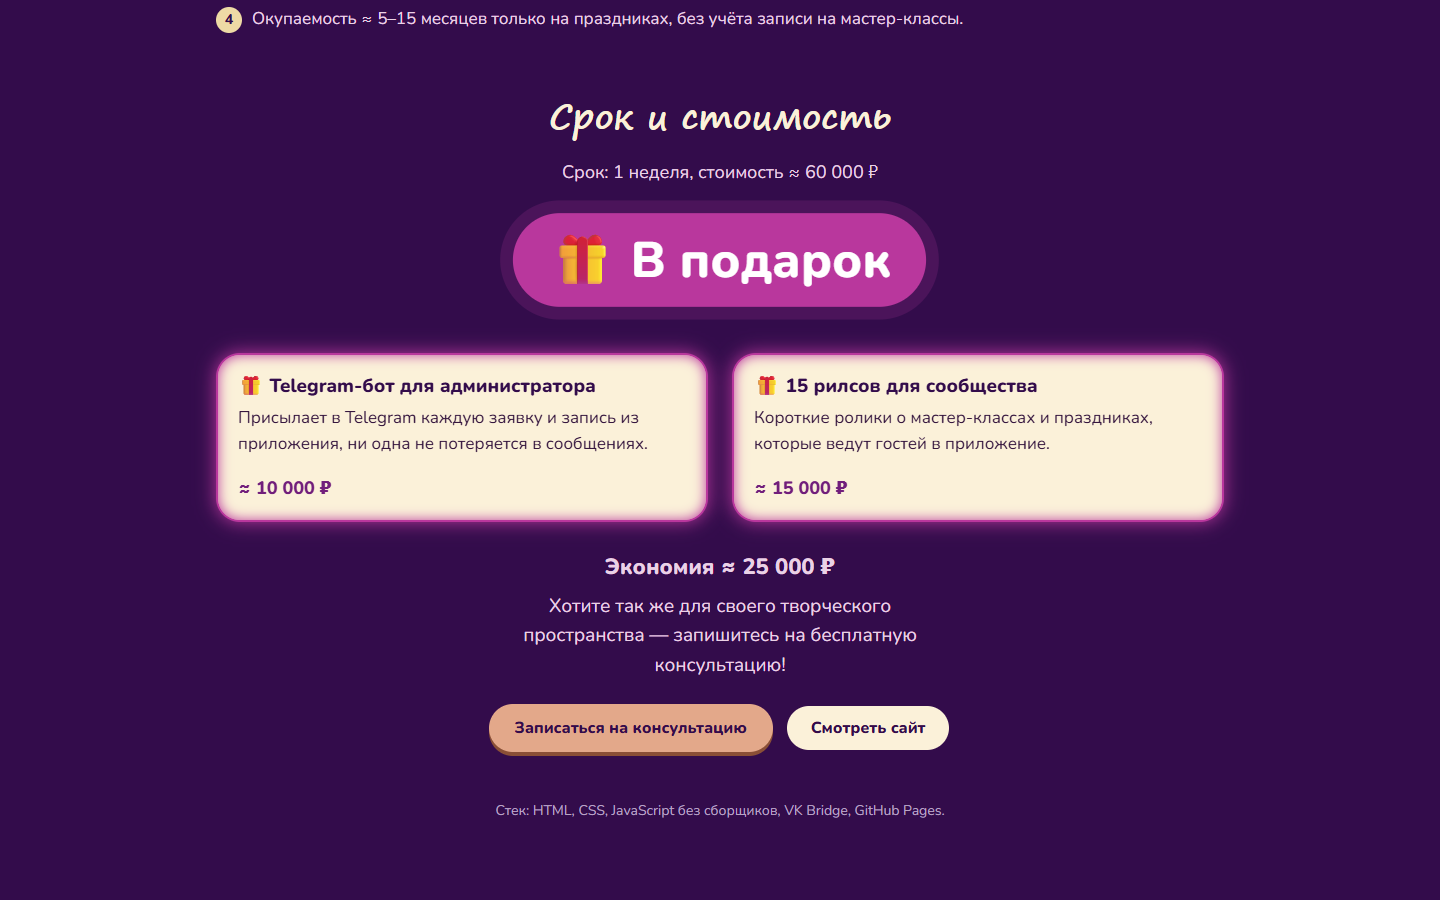 4 Окупаемость ≈ 5–15 месяцев только на праздниках, без учёта записи на мастер-классы.
Срок и стоимость
Срок: 1 неделя, стоимость ≈ 60 000 ₽
🎁 В подарок
🎁 Telegram-бот для администратора
Присылает в Telegram каждую заявку и запись из
приложения, ни одна не потеряется в сообщениях.
≈ 10 000 ₽
🎁 15 рилсов для сообщества
Короткие ролики о мастер-классах и праздниках,
которые ведут гостей в приложение.
≈ 15 000 ₽
Экономия ≈ 25 000 ₽
Хотите так же для своего творческого
пространства — запишитесь на бесплатную
консультацию!
Записаться на консультацию
Смотреть сайт
Стек: HTML, CSS, JavaScript без сборщиков, VK Bridge, GitHub Pages.